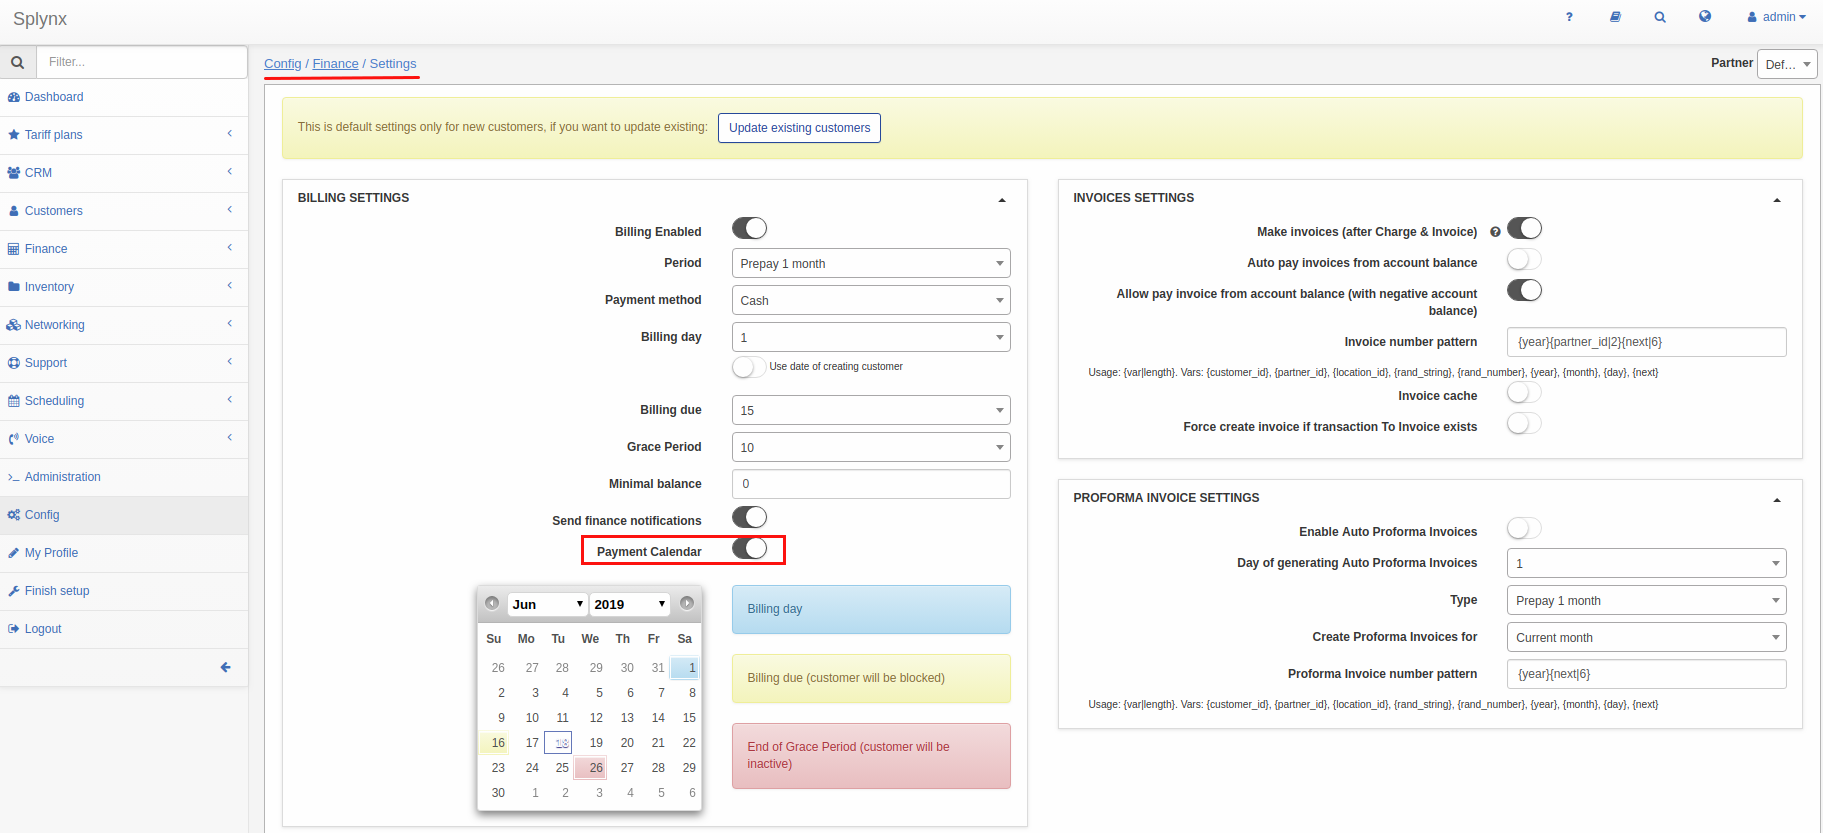 Splynx
?
admin
Filter...
Config / Finance / Settings
Partner
Def...
Dashboard
Tariff plans
CRM
Customers
Finance
Inventory
Networking
Support
Scheduling
Voice
Administration
Config
My Profile
Finish setup
Logout
This is default settings only for new customers, if you want to update existing:
Update existing customers
BILLING SETTINGS
Billing Enabled
Period
Prepay 1 month
Payment method
Cash
Billing day
1
Use date of creating customer
Billing due
15
Grace Period
10
Minimal balance
0
Send finance notifications
Payment Calendar
Jun 2019
Su Mo Tu We Th Fr Sa
26 27 28 29 30 31 1
2 3 4 5 6 7 8
9 10 11 12 13 14 15
16 17 18 19 20 21 22
23 24 25 26 27 28 29
30 1 2 3 4 5 6
Billing day
Billing due (customer will be blocked)
End of Grace Period (customer will be
inactive)
INVOICES SETTINGS
Make invoices (after Charge & Invoice) ?
Auto pay invoices from account balance
Allow pay invoice from account balance (with negative account
balance)
Invoice number pattern
{year}{partner_id|2}{next|6}
Usage: {var|length}. Vars: {customer_id}, {partner_id}, {location_id}, {rand_string}, {rand_number}, {year}, {month}, {day}, {next}
Invoice cache
Force create invoice if transaction To Invoice exists
PROFORMA INVOICE SETTINGS
Enable Auto Proforma Invoices
Day of generating Auto Proforma Invoices
1
Type
Prepay 1 month
Create Proforma Invoices for
Current month
Proforma Invoice number pattern
{year}{next|6}
Usage: {var|length}. Vars: {customer_id}, {partner_id}, {location_id}, {rand_string}, {rand_number}, {year}, {month}, {day}, {next}